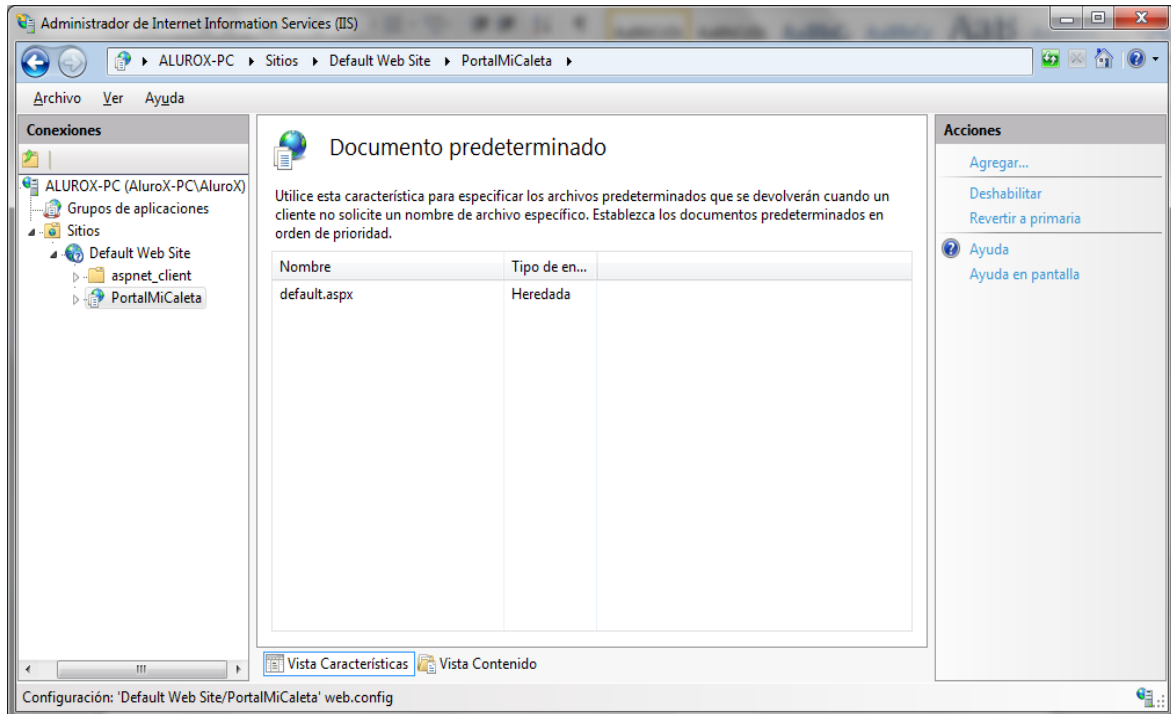 Administrador de Internet Information Services (IIS)
ALUROX-PC Sitios Default Web Site PortalMiCaleta
Archivo Ver Ayuda
Conexiones
ALUROX-PC (AluroX-PC\AluroX)
Grupos de aplicaciones
Sitios
Default Web Site
aspnet_client
PortalMiCaleta
Documento predeterminado
Utilice esta característica para especificar los archivos predeterminados que se devolverán cuando un
cliente no solicite un nombre de archivo específico. Establezca los documentos predeterminados en
orden de prioridad.
Nombre Tipo de en...
default.aspx Heredada
Vista Características Vista Contenido
Acciones
Agregar...
Deshabilitar
Revertir a primaria
Ayuda
Ayuda en pantalla
Configuración: 'Default Web Site/PortalMiCaleta' web.config